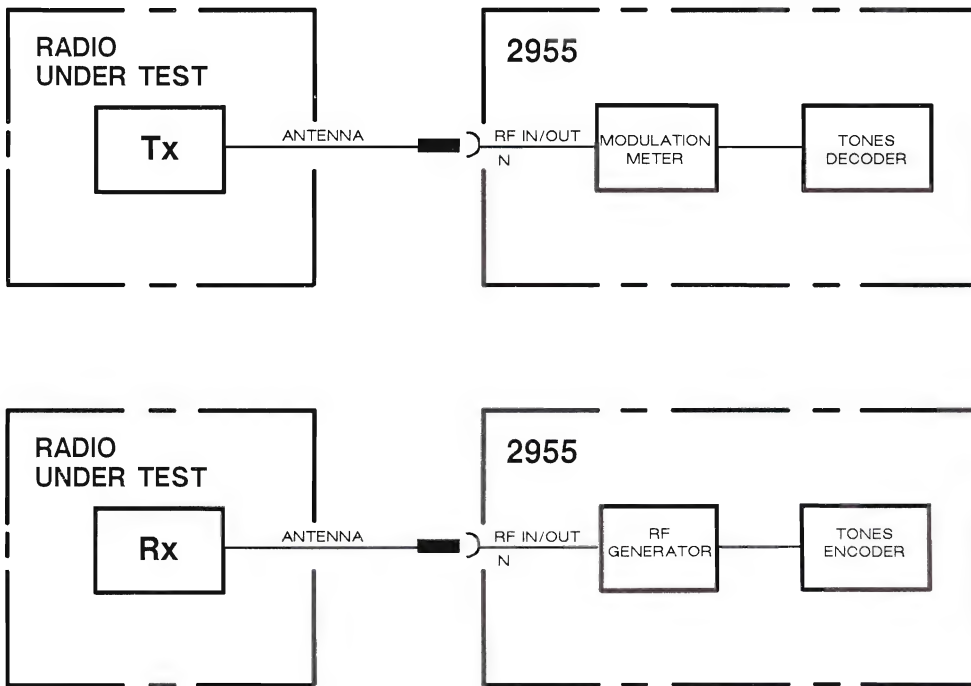 RADIO
UNDER TEST
Tx
ANTENNA
2955
RF IN/OUT
N
MODULATION
METER
TONES
DECODER
RADIO
UNDER TEST
Rx
ANTENNA
2955
RF IN/OUT
N
RF
GENERATOR
TONES
ENCODER